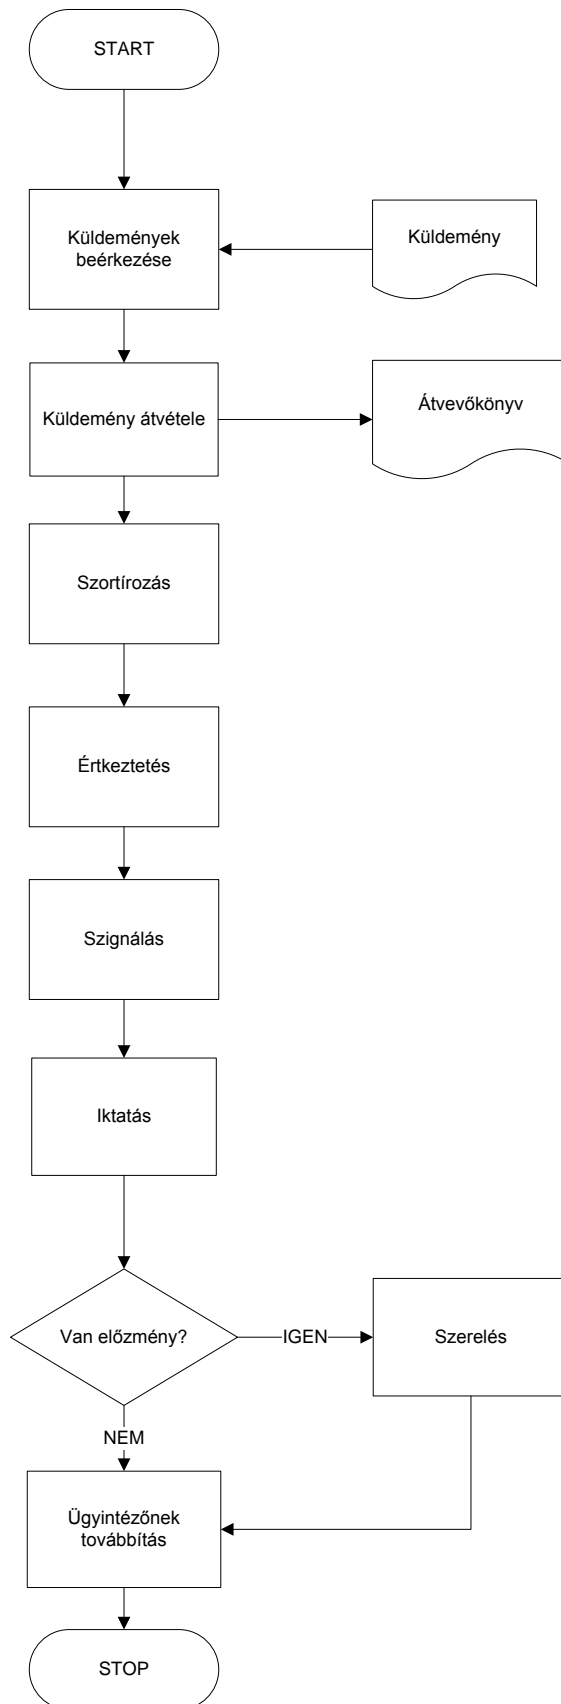 START
Küldemények
beérkezése
Küldemény
Küldemény átvétele
Átvevőkönyv
Szortírozás
Értkeztetés
Szignálás
Iktatás
Van előzmény?
IGEN
Szerelés
NEM
Ügyintézőnek
továbbítás
STOP